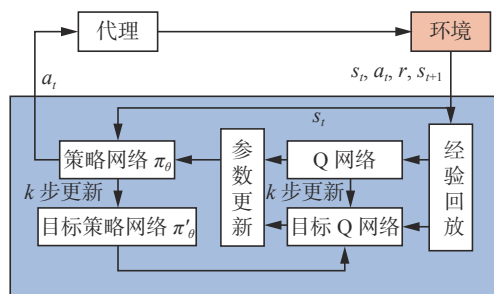 代理
环境
a_t
s_t, a_t, r, s_{t+1}
s_t
策略网络 π_θ
参数更新
Q 网络
经验回放
k 步更新
k 步更新
目标策略网络 π′_θ
目标 Q 网络